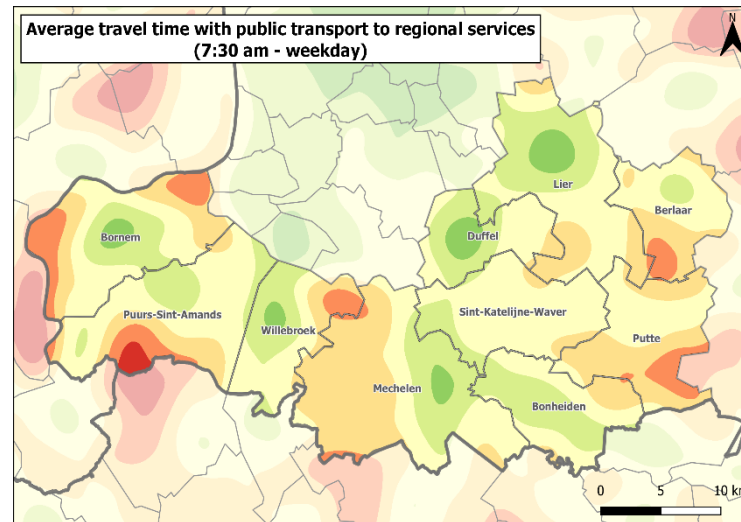 Average travel time with public transport to regional services
(7:30 am - weekday)
N
Lier
Berlaar
Bornem
Duffel
Puurs-Sint-Amands
Willebroek
Sint-Katelijne-Waver
Putte
Mechelen
Bonheiden
0 5 10 km